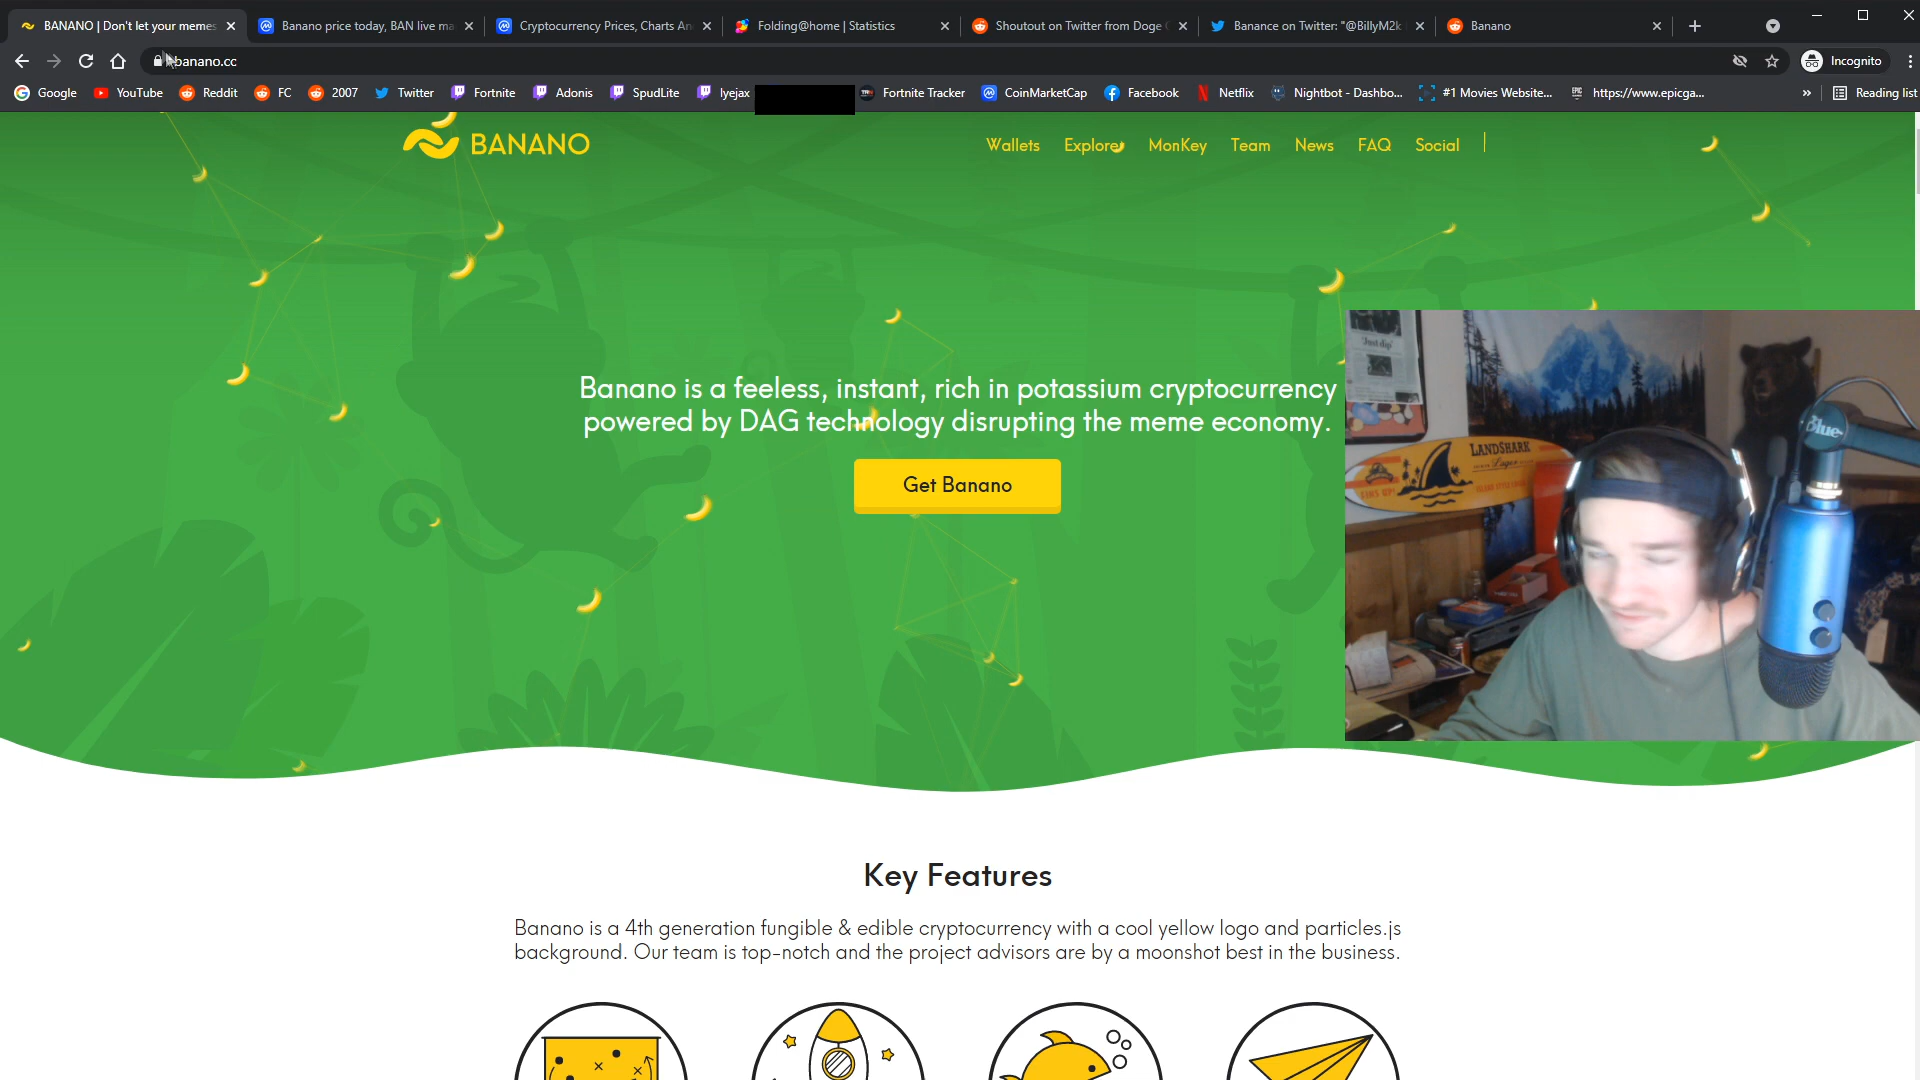 BANANO | Don't let your memes
Banano price today, BAN live ma
Cryptocurrency Prices, Charts An
Folding@home | Statistics
Shoutout on Twitter from Doge C
Banance on Twitter: "@BillyM2k
Banano
banano.cc
Incognito
Google
YouTube
Reddit
FC
2007
Twitter
Fortnite
Adonis
SpudLite
lyejax
Fortnite Tracker
CoinMarketCap
Facebook
Netflix
Nightbot - Dashbo...
#1 Movies Website...
https://www.epicga...
»
Reading list
BANANO
Wallets
Explorer
MonKey
Team
News
FAQ
Social
Banano is a feeless, instant, rich in potassium cryptocurrency
powered by DAG technology disrupting the meme economy.
Get Banano
"Just dip"
LANDSHARK
Lager
FINS UP!
Blue
Key Features
Banano is a 4th generation fungible & edible cryptocurrency with a cool yellow logo and particles.js
background. Our team is top-notch and the project advisors are by a moonshot best in the business.